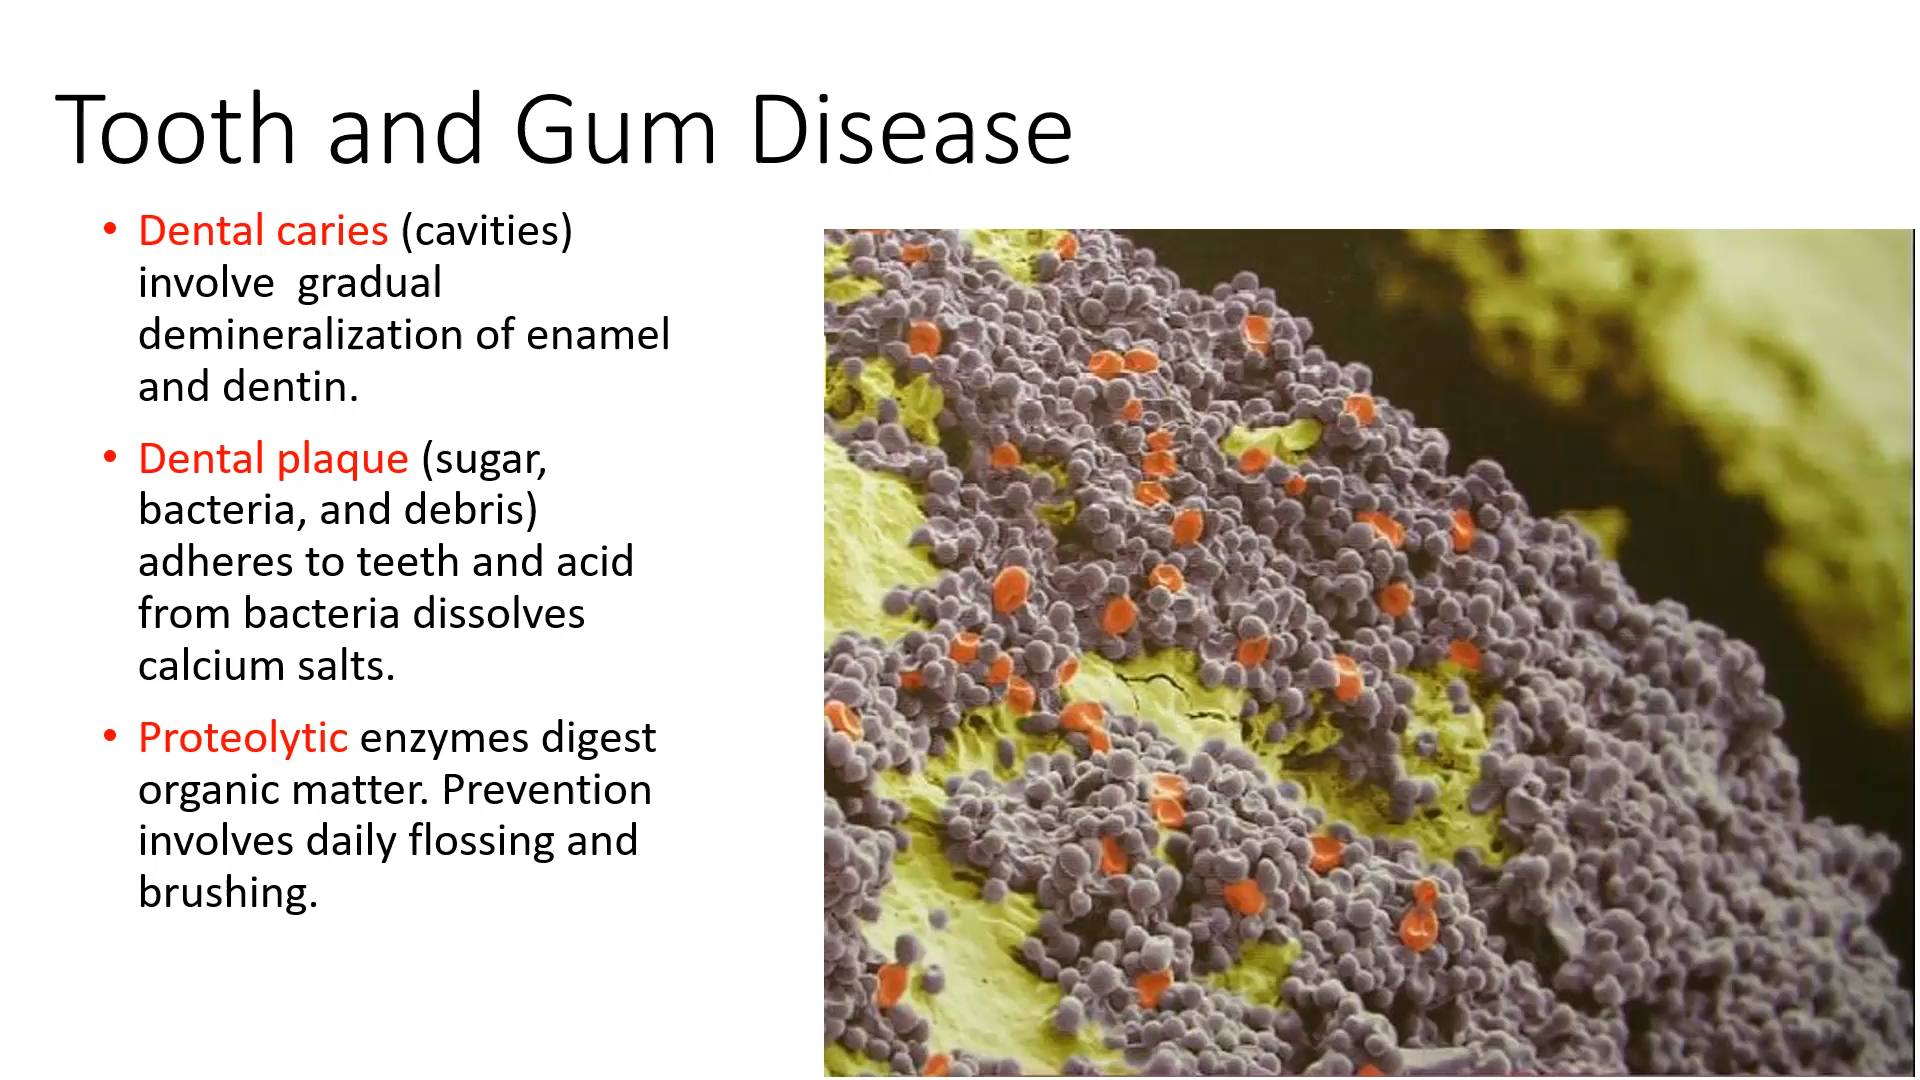 Tooth and Gum Disease
• Dental caries (cavities)
involve  gradual
demineralization of enamel
and dentin.
• Dental plaque (sugar,
bacteria, and debris)
adheres to teeth and acid
from bacteria dissolves
calcium salts.
• Proteolytic enzymes digest
organic matter. Prevention
involves daily flossing and
brushing.